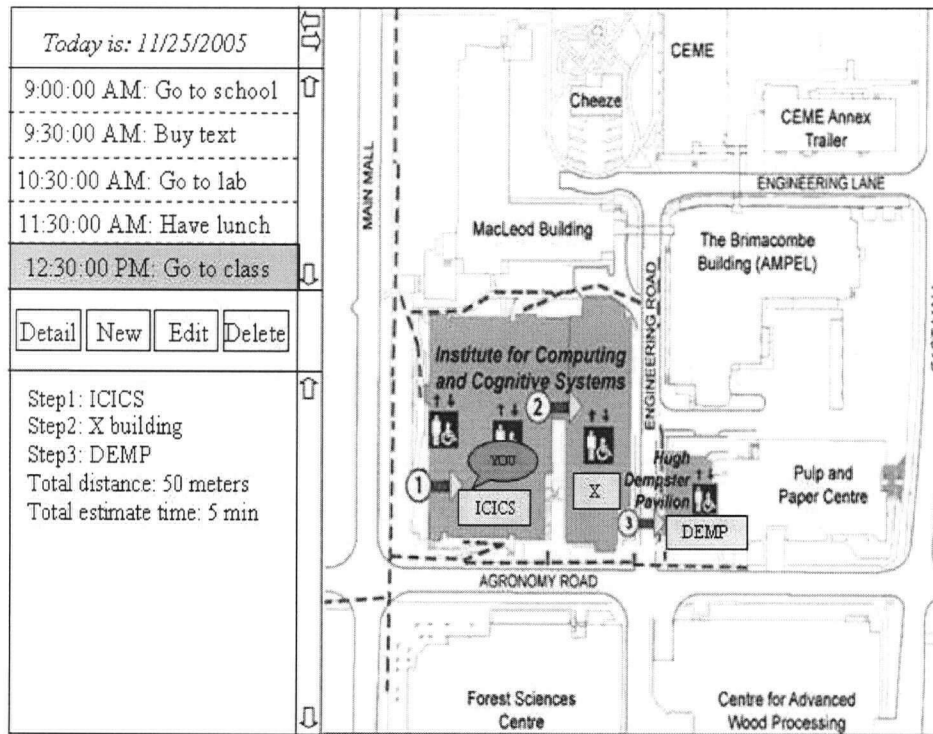 Today is: 11/25/2005
9:00:00 AM: Go to school
9:30:00 AM: Buy text
10:30:00 AM: Go to lab
11:30:00 AM: Have lunch
12:30:00 PM: Go to class
Detail New Edit Delete
Step1: ICICS
Step2: X building
Step3: DEMP
Total distance: 50 meters
Total estimate time: 5 min
CEME
Cheeze
CEME Annex
Trailer
MAIN MALL
ENGINEERING LANE
MacLeod Building
The Brimacombe
Building (AMPEL)
ENGINEERING ROAD
Institute for Computing
and Cognitive Systems
2
YOU
1
ICICS
X
Hugh
Dempster
Pavilion
3
DEMP
Pulp and
Paper Centre
AGRONOMY ROAD
Forest Sciences
Centre
Centre for Advanced
Wood Processing